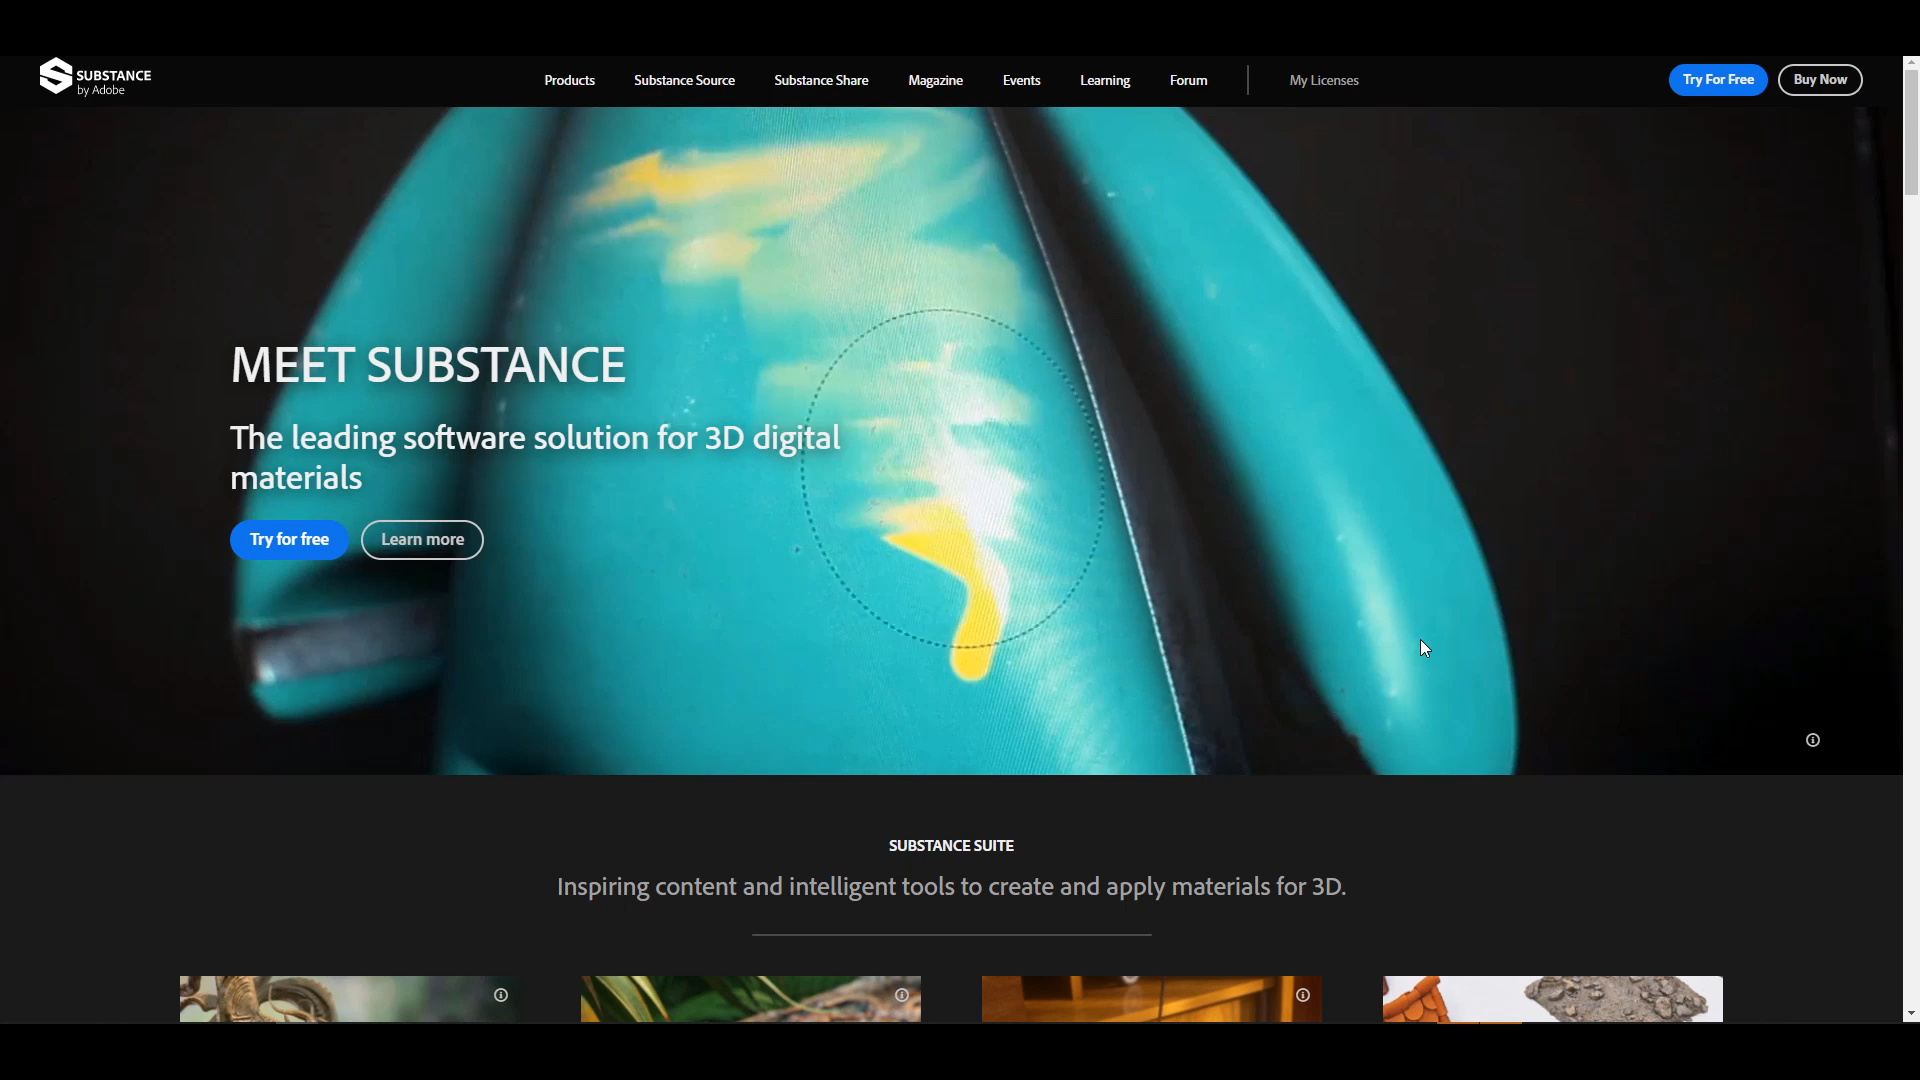 SUBSTANCE
by Adobe
Products
Substance Source
Substance Share
Magazine
Events
Learning
Forum
My Licenses
Try For Free
Buy Now
MEET SUBSTANCE
The leading software solution for 3D digital
materials
Try for free
Learn more
SUBSTANCE SUITE
Inspiring content and intelligent tools to create and apply materials for 3D.